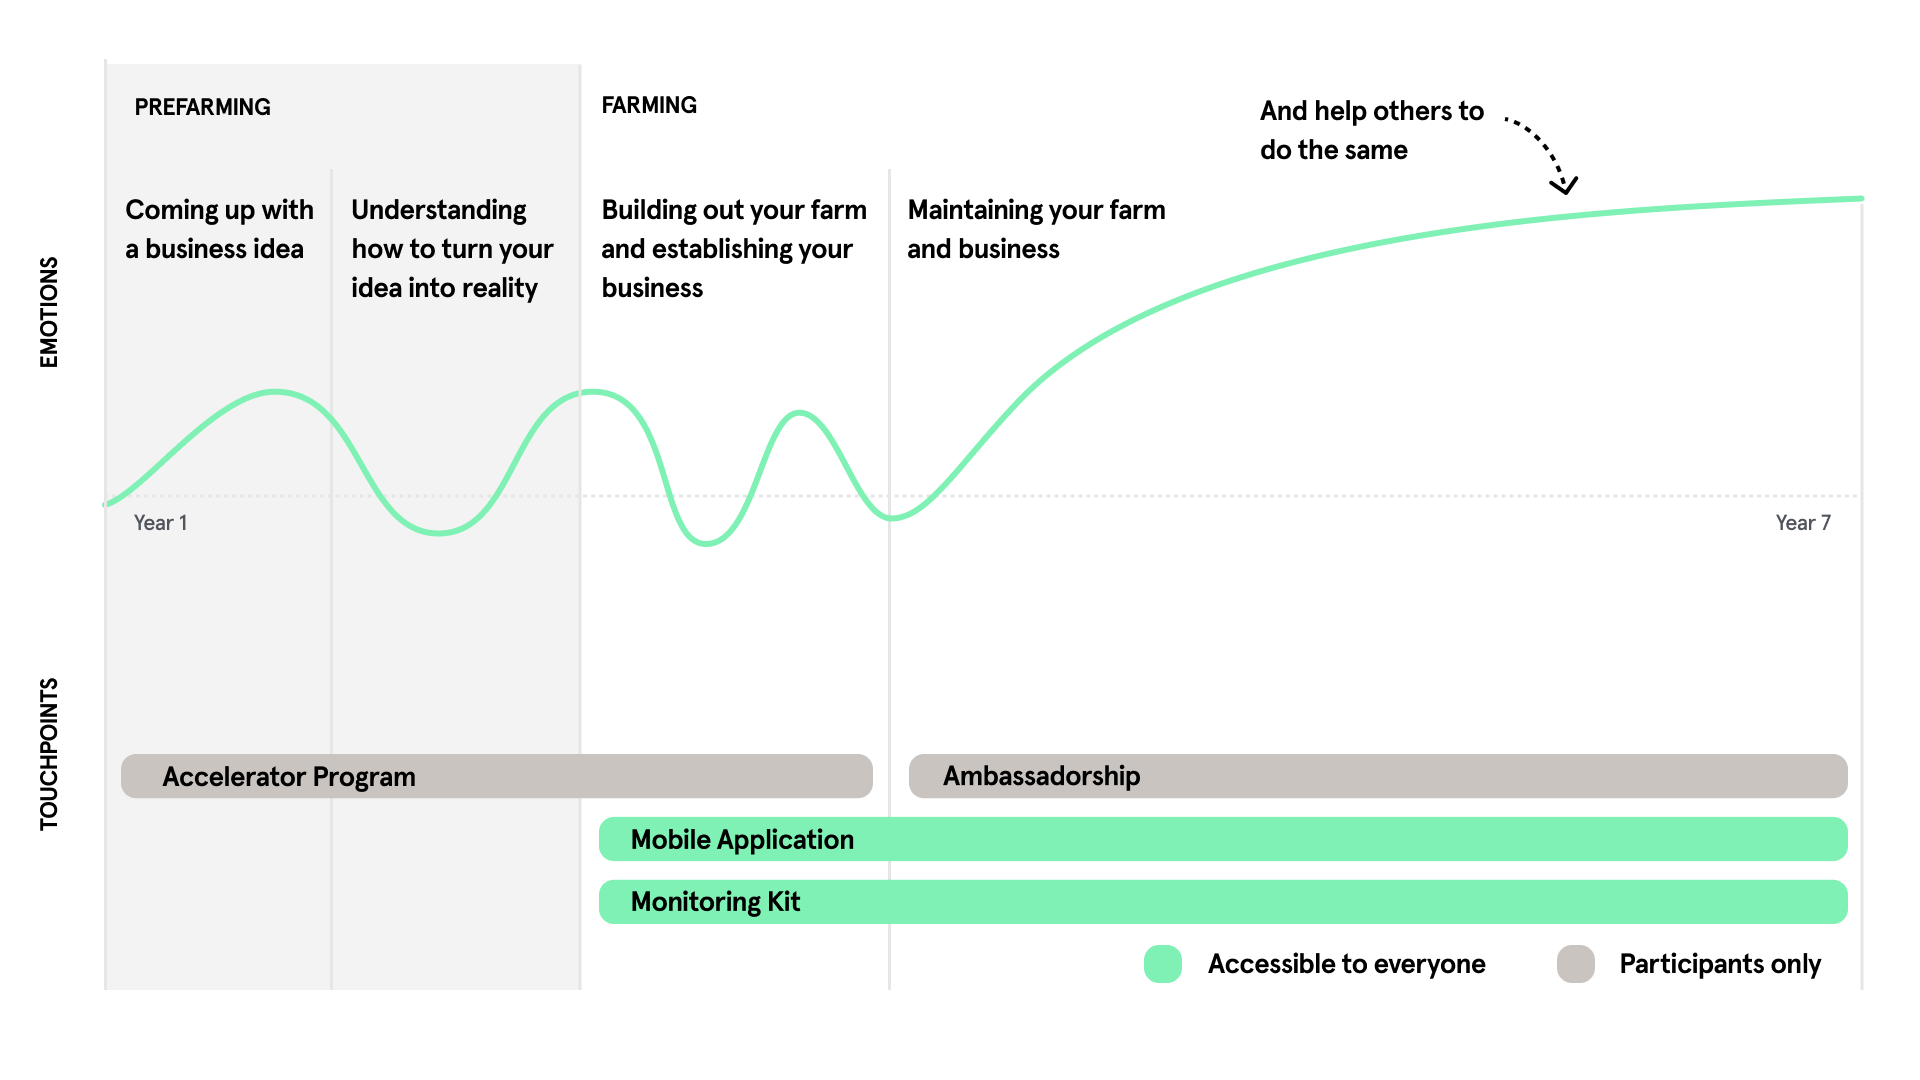 PREFARMING
FARMING
And help others to
do the same
Coming up with
a business idea
Understanding
how to turn your
idea into reality
Building out your farm
and establishing your
business
Maintaining your farm
and business
EMOTIONS
Year 1
Year 7
TOUCHPOINTS
Accelerator Program
Ambassadorship
Mobile Application
Monitoring Kit
Accessible to everyone
Participants only